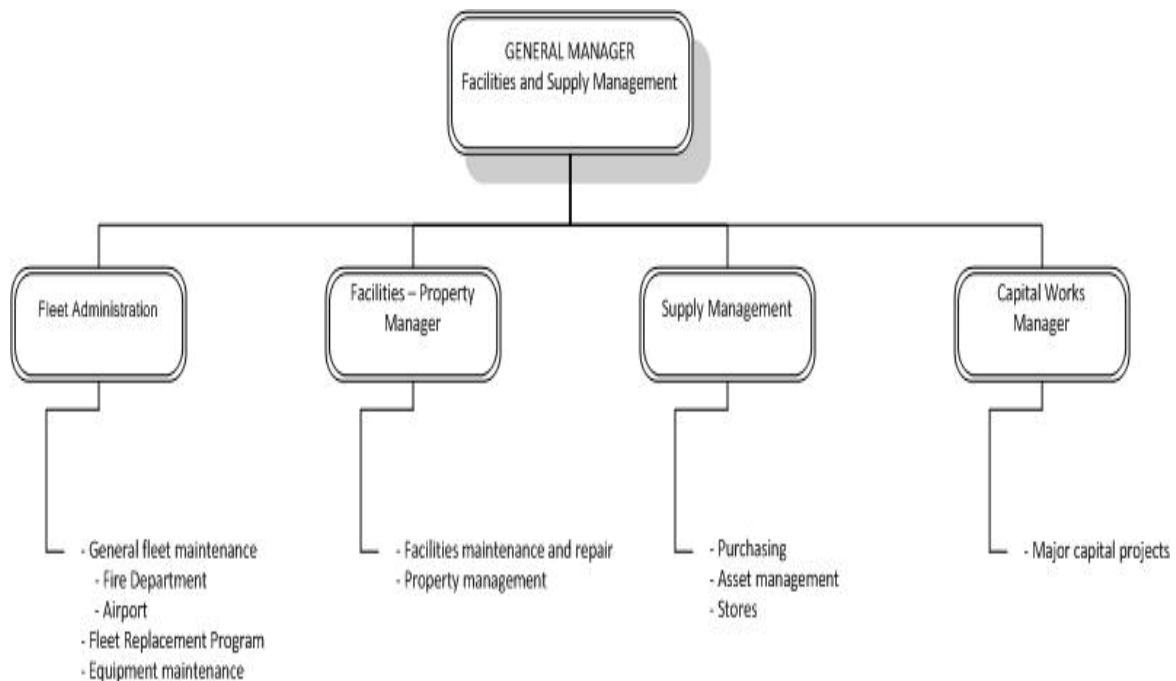 GENERAL MANAGER
Facilities and Supply Management
Fleet Administration
Facilities – Property
Manager
Supply Management
Capital Works
Manager
- General fleet maintenance
- Fire Department
- Airport
- Fleet Replacement Program
- Equipment maintenance
- Facilities maintenance and repair
- Property management
- Purchasing
- Asset management
- Stores
- Major capital projects